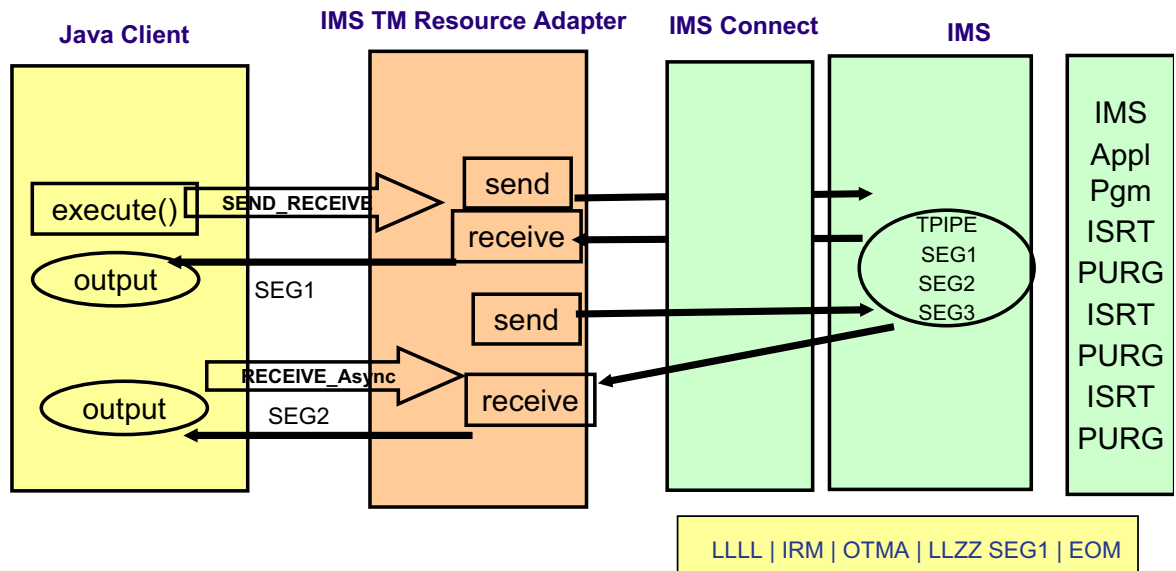 Java Client
IMS TM Resource Adapter
IMS Connect
IMS
execute()
SEND_RECEIVE
send
receive
output
SEG1
send
RECEIVE_Async
receive
output
SEG2
TPIPE
SEG1
SEG2
SEG3
IMS
Appl
Pgm
ISRT
PURG
ISRT
PURG
ISRT
PURG
LLLL | IRM | OTMA | LLZZ SEG1 | EOM